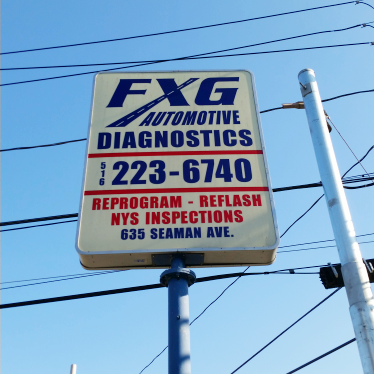 FXG
AUTOMOTIVE
DIAGNOSTICS
516 223-6740
REPROGRAM - REFLASH
NYS INSPECTIONS
635 SEAMAN AVE.